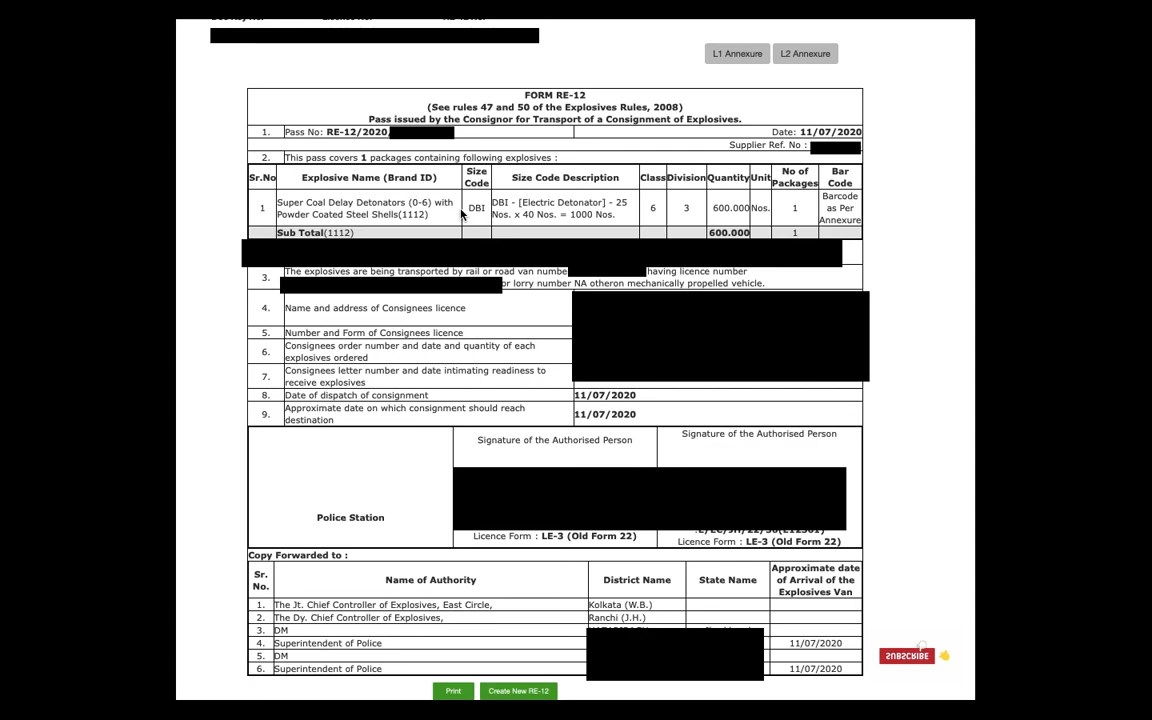 L1 Annexure L2 Annexure
FORM RE-12
(See rules 47 and 50 of the Explosives Rules, 2008)
Pass issued by the Consignor for Transport of a Consignment of Explosives.
1. Pass No: RE-12/2020 Date: 11/07/2020
Supplier Ref. No :
2. This pass covers 1 packages containing following explosives :
Sr.No Explosive Name (Brand ID) Size Code Size Code Description Class Division Quantity Unit No of Packages Bar Code
1 Super Coal Delay Detonators (0-6) with Powder Coated Steel Shells(1112) DBI DBI - [Electric Detonator] - 25 Nos. x 40 Nos. = 1000 Nos. 6 3 600.000 Nos. 1 Barcode as Per Annexure
Sub Total(1112) 600.000 1
3. The explosives are being transported by rail or road van numbe having licence number
or lorry number NA otheron mechanically propelled vehicle.
4. Name and address of Consignees licence
5. Number and Form of Consignees licence
6. Consignees order number and date and quantity of each
explosives ordered
7. Consignees letter number and date intimating readiness to
receive explosives
8. Date of dispatch of consignment 11/07/2020
9. Approximate date on which consignment should reach
destination 11/07/2020
Signature of the Authorised Person Signature of the Authorised Person
Police Station
Licence Form : LE-3 (Old Form 22) Licence Form : LE-3 (Old Form 22)
Copy Forwarded to :
Sr. No. Name of Authority District Name State Name Approximate date of Arrival of the Explosives Van
1. The Jt. Chief Controller of Explosives, East Circle, Kolkata (W.B.)
2. The Dy. Chief Controller of Explosives, Ranchi (J.H.)
3. DM
4. Superintendent of Police 11/07/2020
5. DM
6. Superintendent of Police 11/07/2020
SUBSCRIBE
Print Create New RE-12